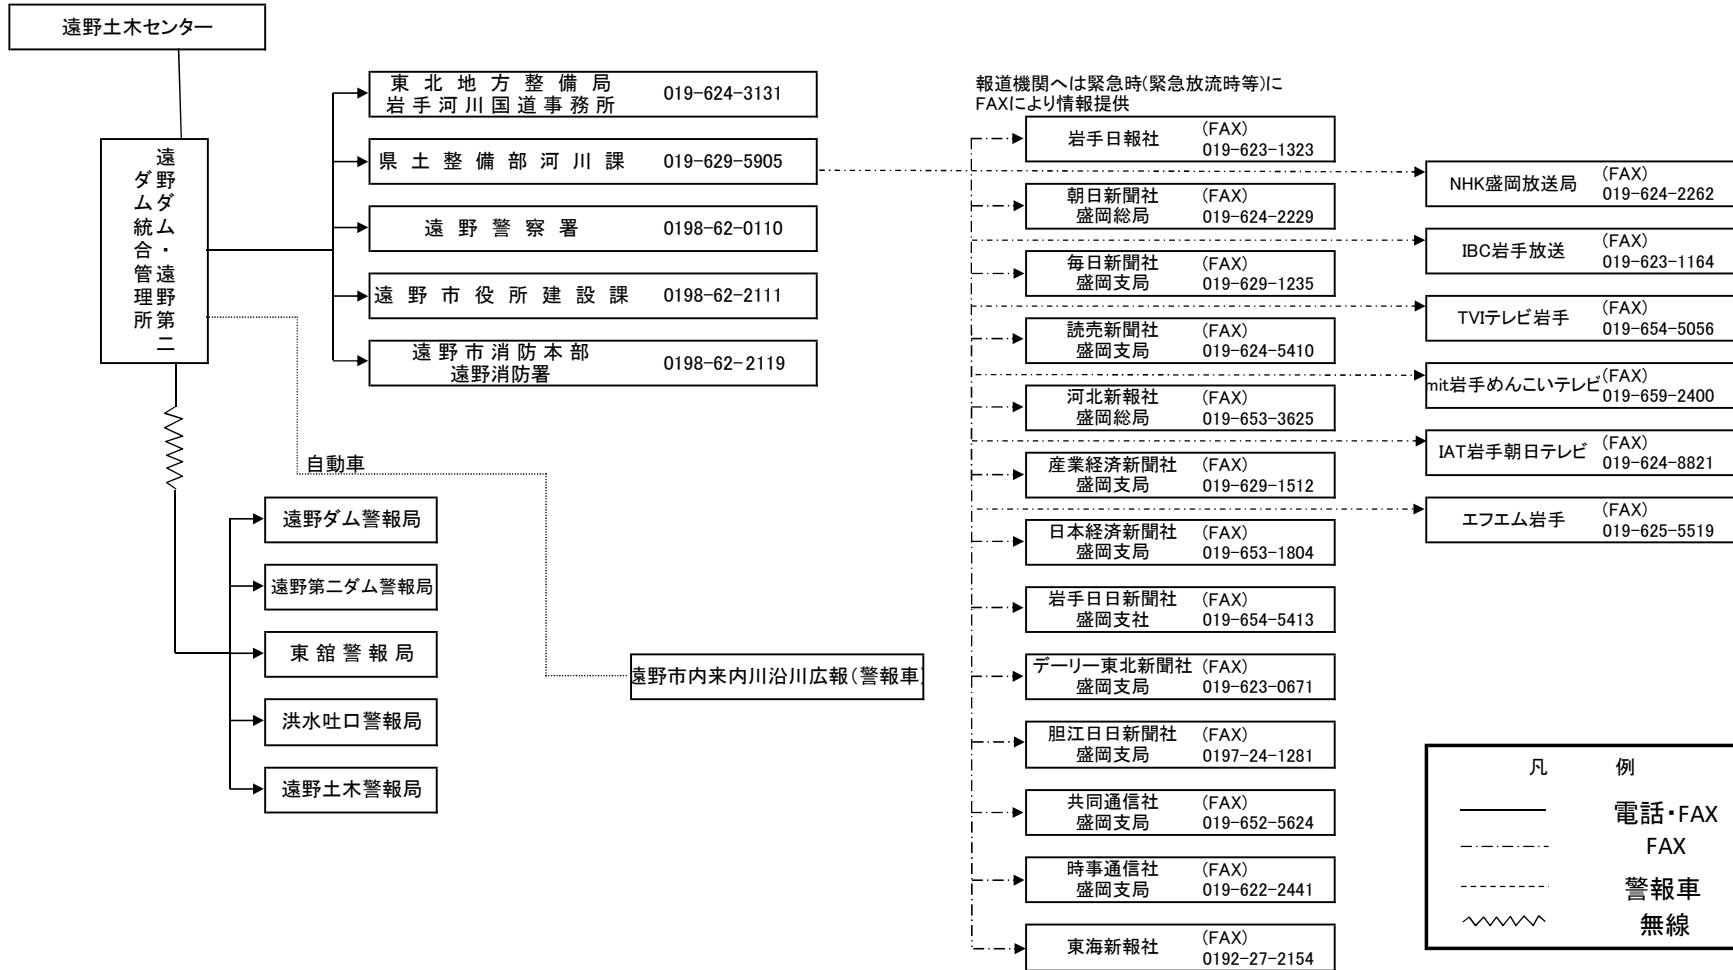 遠野土木センター
遠野ダム・遠野第二
ダム統合管理所
東北地方整備局
岩手河川国道事務所
019-624-3131
県土整備部河川課
019-629-5905
遠野警察署
0198-62-0110
遠野市役所建設課
0198-62-2111
遠野市消防本部
遠野消防署
0198-62-2119
自動車
遠野ダム警報局
遠野第二ダム警報局
東舘警報局
洪水吐口警報局
遠野土木警報局
遠野市内来内川沿川広報(警報車)
報道機関へは緊急時(緊急放流時等)に
FAXにより情報提供
岩手日報社
(FAX)
019-623-1323
朝日新聞社
盛岡総局
(FAX)
019-624-2229
毎日新聞社
盛岡支局
(FAX)
019-629-1235
読売新聞社
盛岡支局
(FAX)
019-624-5410
河北新報社
盛岡総局
(FAX)
019-653-3625
産業経済新聞社
盛岡支局
(FAX)
019-629-1512
日本経済新聞社
盛岡支局
(FAX)
019-653-1804
岩手日日新聞社
盛岡支社
(FAX)
019-654-5413
デーリー東北新聞社
盛岡支局
(FAX)
019-623-0671
胆江日日新聞社
盛岡支局
(FAX)
0197-24-1281
共同通信社
盛岡支局
(FAX)
019-652-5624
時事通信社
盛岡支局
(FAX)
019-622-2441
東海新報社
(FAX)
0192-27-2154
NHK盛岡放送局
(FAX)
019-624-2262
IBC岩手放送
(FAX)
019-623-1164
TVIテレビ岩手
(FAX)
019-654-5056
mit岩手めんこいテレビ
(FAX)
019-659-2400
IAT岩手朝日テレビ
(FAX)
019-624-8821
エフエム岩手
(FAX)
019-625-5519
凡 例
電話・FAX
FAX
警報車
無線